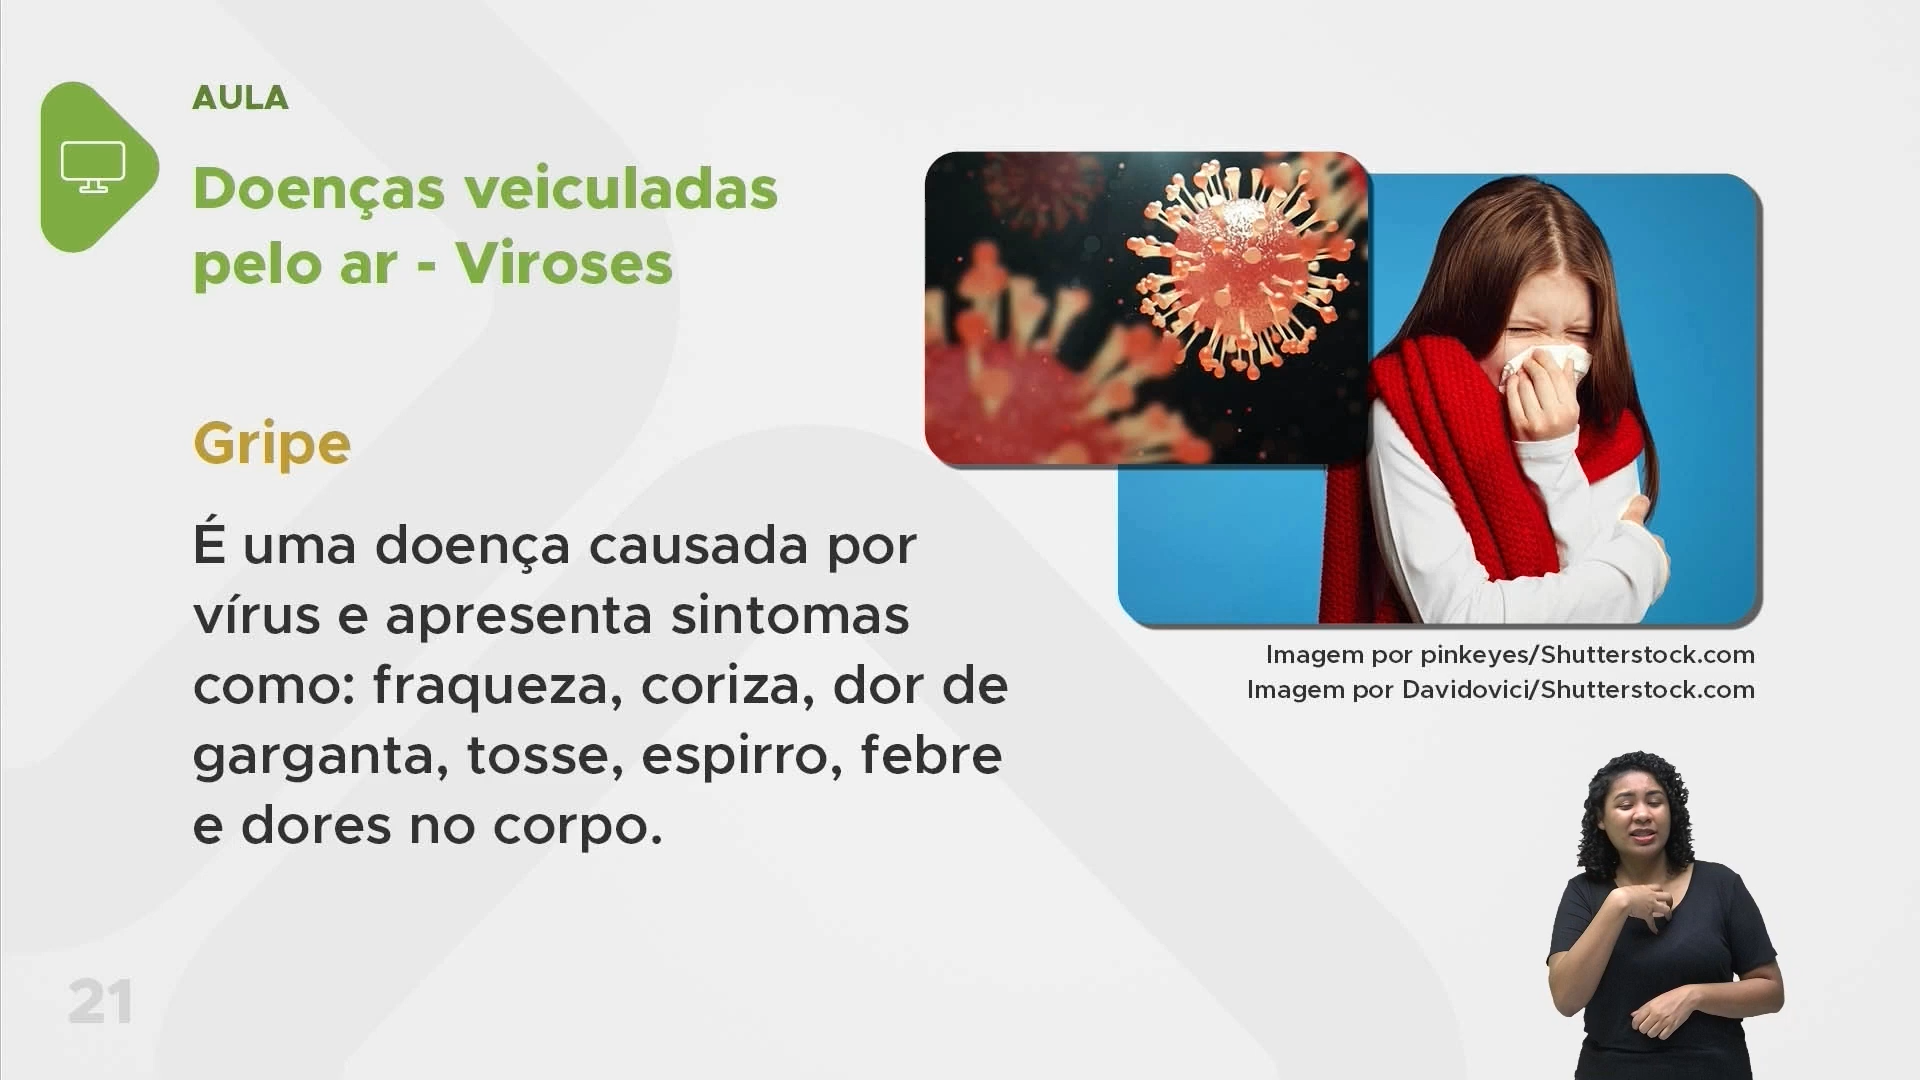 AULA
Doenças veiculadas
pelo ar - Viroses
Gripe
É uma doença causada por
vírus e apresenta sintomas
como: fraqueza, coriza, dor de
garganta, tosse, espirro, febre
e dores no corpo.
Imagem por pinkeyes/Shutterstock.com
Imagem por Davidovici/Shutterstock.com
21